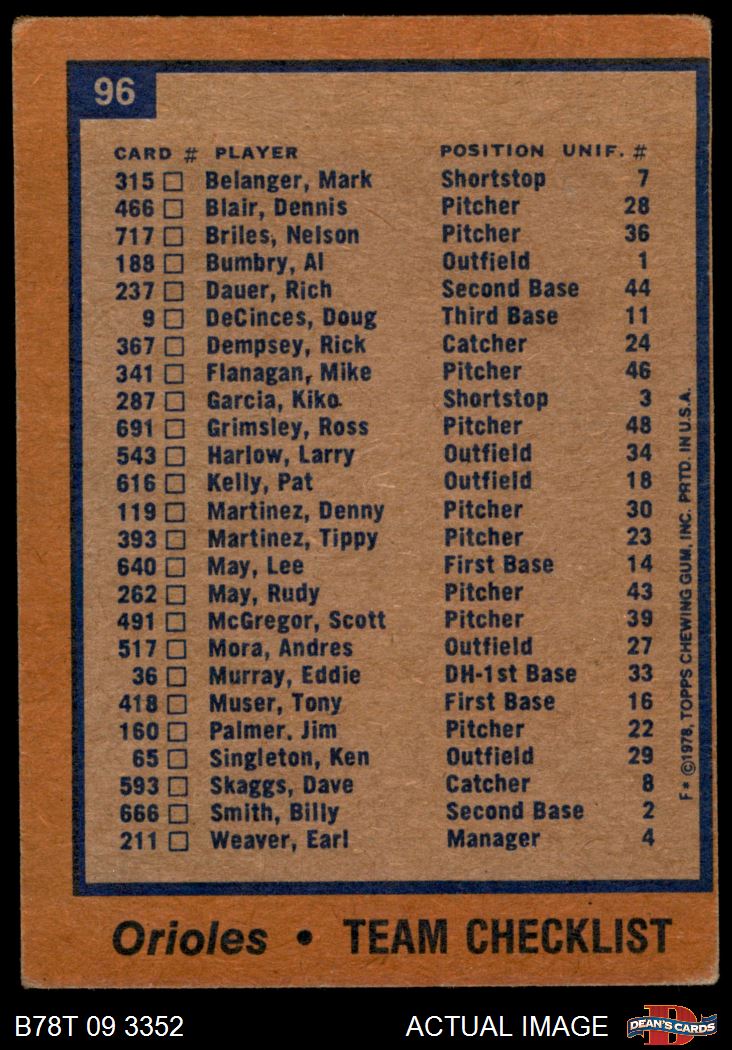 96
CARD # PLAYER POSITION UNIF. #
315 Belanger, Mark Shortstop 7
466 Blair, Dennis Pitcher 28
717 Briles, Nelson Pitcher 36
188 Bumbry, Al Outfield 1
237 Dauer, Rich Second Base 44
9 DeCinces, Doug Third Base 11
367 Dempsey, Rick Catcher 24
341 Flanagan, Mike Pitcher 46
287 Garcia, Kiko Shortstop 3
691 Grimsley, Ross Pitcher 48
543 Harlow, Larry Outfield 34
616 Kelly, Pat Outfield 18
119 Martinez, Denny Pitcher 30
393 Martinez, Tippy Pitcher 23
640 May, Lee First Base 14
262 May, Rudy Pitcher 43
491 McGregor, Scott Pitcher 39
517 Mora, Andres Outfield 27
36 Murray, Eddie DH-1st Base 33
418 Muser, Tony First Base 16
160 Palmer, Jim Pitcher 22
65 Singleton, Ken Outfield 29
593 Skaggs, Dave Catcher 8
666 Smith, Billy Second Base 2
211 Weaver, Earl Manager 4
F* ©1978, TOPPS CHEWING GUM, INC. PRTD. IN U.S.A.
Orioles • TEAM CHECKLIST
B78T 09 3352 ACTUAL IMAGE
D
DEAN'S CARDS